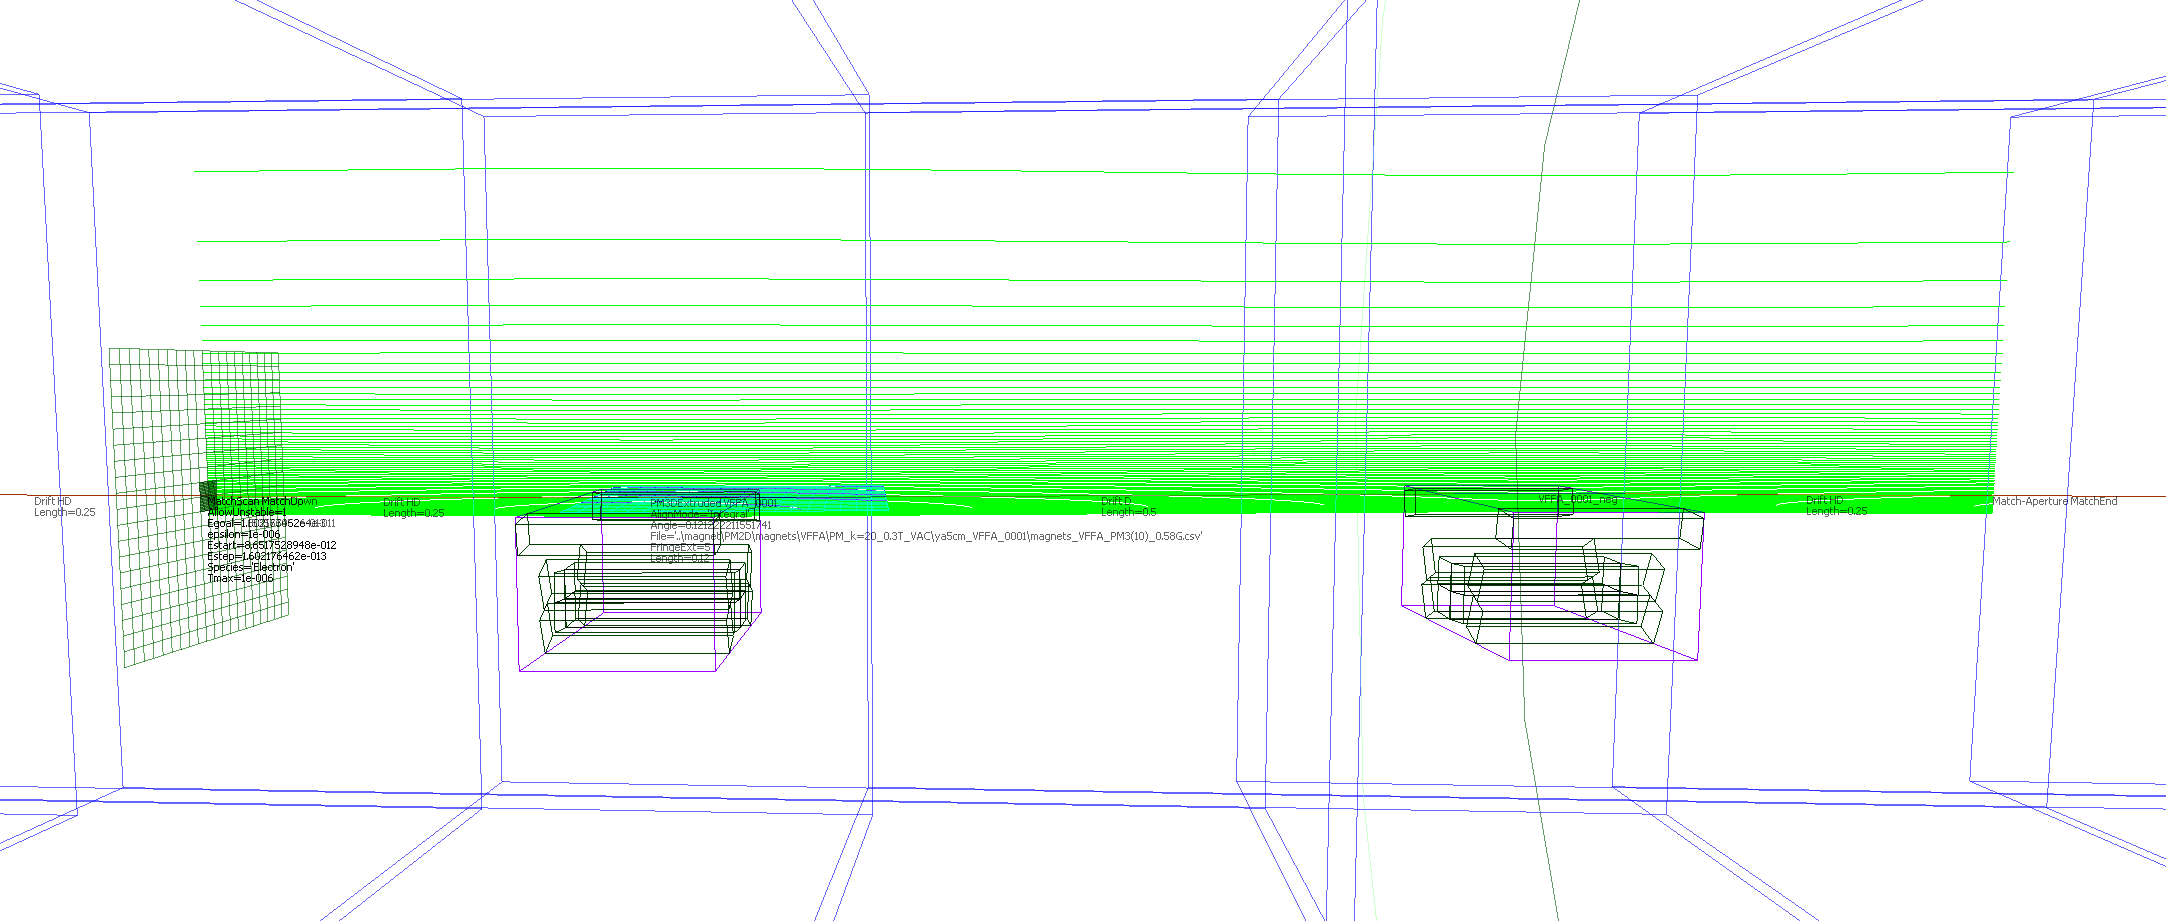 Drift HD
Length=0.25
MatchScan MatchDown
AllowUnstable=1
epsilon=1e-006
Estart=8.6517528948e-012
Estep=1.602176462e-013
Species='Electron'
Tmax=1e-006
Drift HD
Length=0.25
PM3DExtruded VFFA_0001
AlignMode='Integral'
Angle=0.121222211551741
File='..\magnet\PM2D\magnets\VFFA\PM_k=20_0.3T_VAC\ya5cm_VFFA_0001\magnets_VFFA_PM3(10)_0.58G.csv'
FringeExt=5
Length=0.12
Drift D
Length=0.5
VFFA_0001_neg
Drift HD
Length=0.25
Match-Aperture MatchEnd